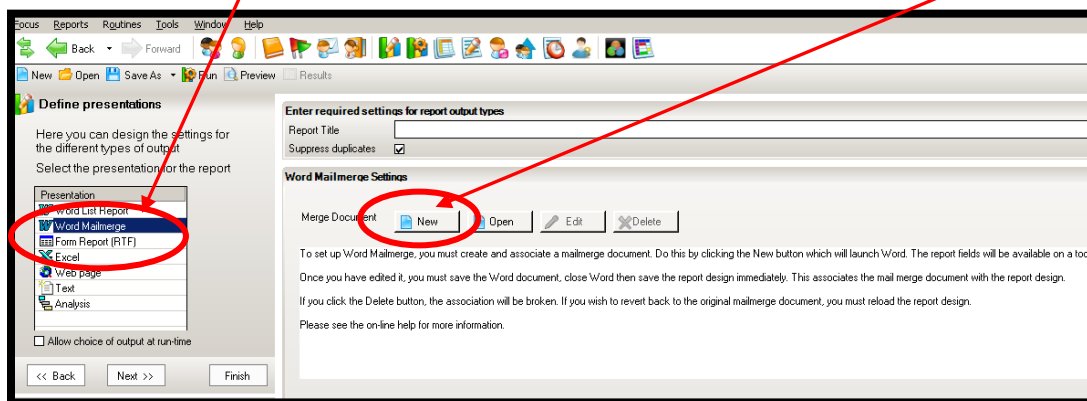 Focus Reports Routines Tools Window Help
Back Forward
New Open Save As Run Preview Results
Define presentations
Here you can design the settings for
the different types of output
Select the presentation for the report
Presentation
Word List Report
Word Mailmerge
Form Report (RTF)
Excel
Web page
Text
Analysis
Allow choice of output at run-time
<< Back Next >> Finish
Enter required settings for report output types
Report Title
Suppress duplicates
Word Mailmerge Settings
Merge Document New Open Edit Delete
To set up Word Mailmerge, you must create and associate a mailmerge document. Do this by clicking the New button which will launch Word. The report fields will be available on a
Once you have edited it, you must save the Word document, close Word then save the report design immediately. This associates the mail merge document with the report design.
If you click the Delete button, the association will be broken. If you wish to revert back to the original mailmerge document, you must reload the report design.
Please see the on-line help for more information.